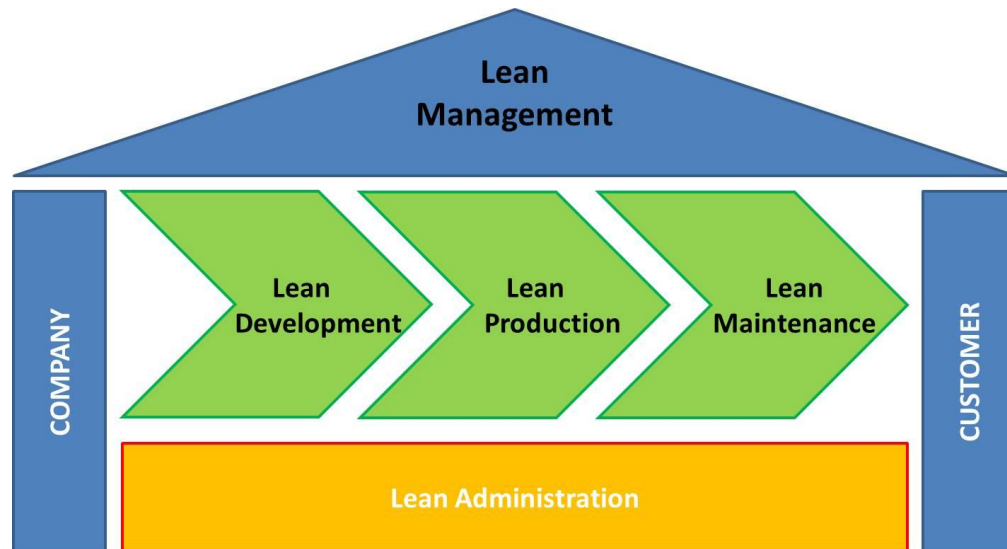 Lean
Management
COMPANY
Lean
Development
Lean
Production
Lean
Maintenance
CUSTOMER
Lean Administration